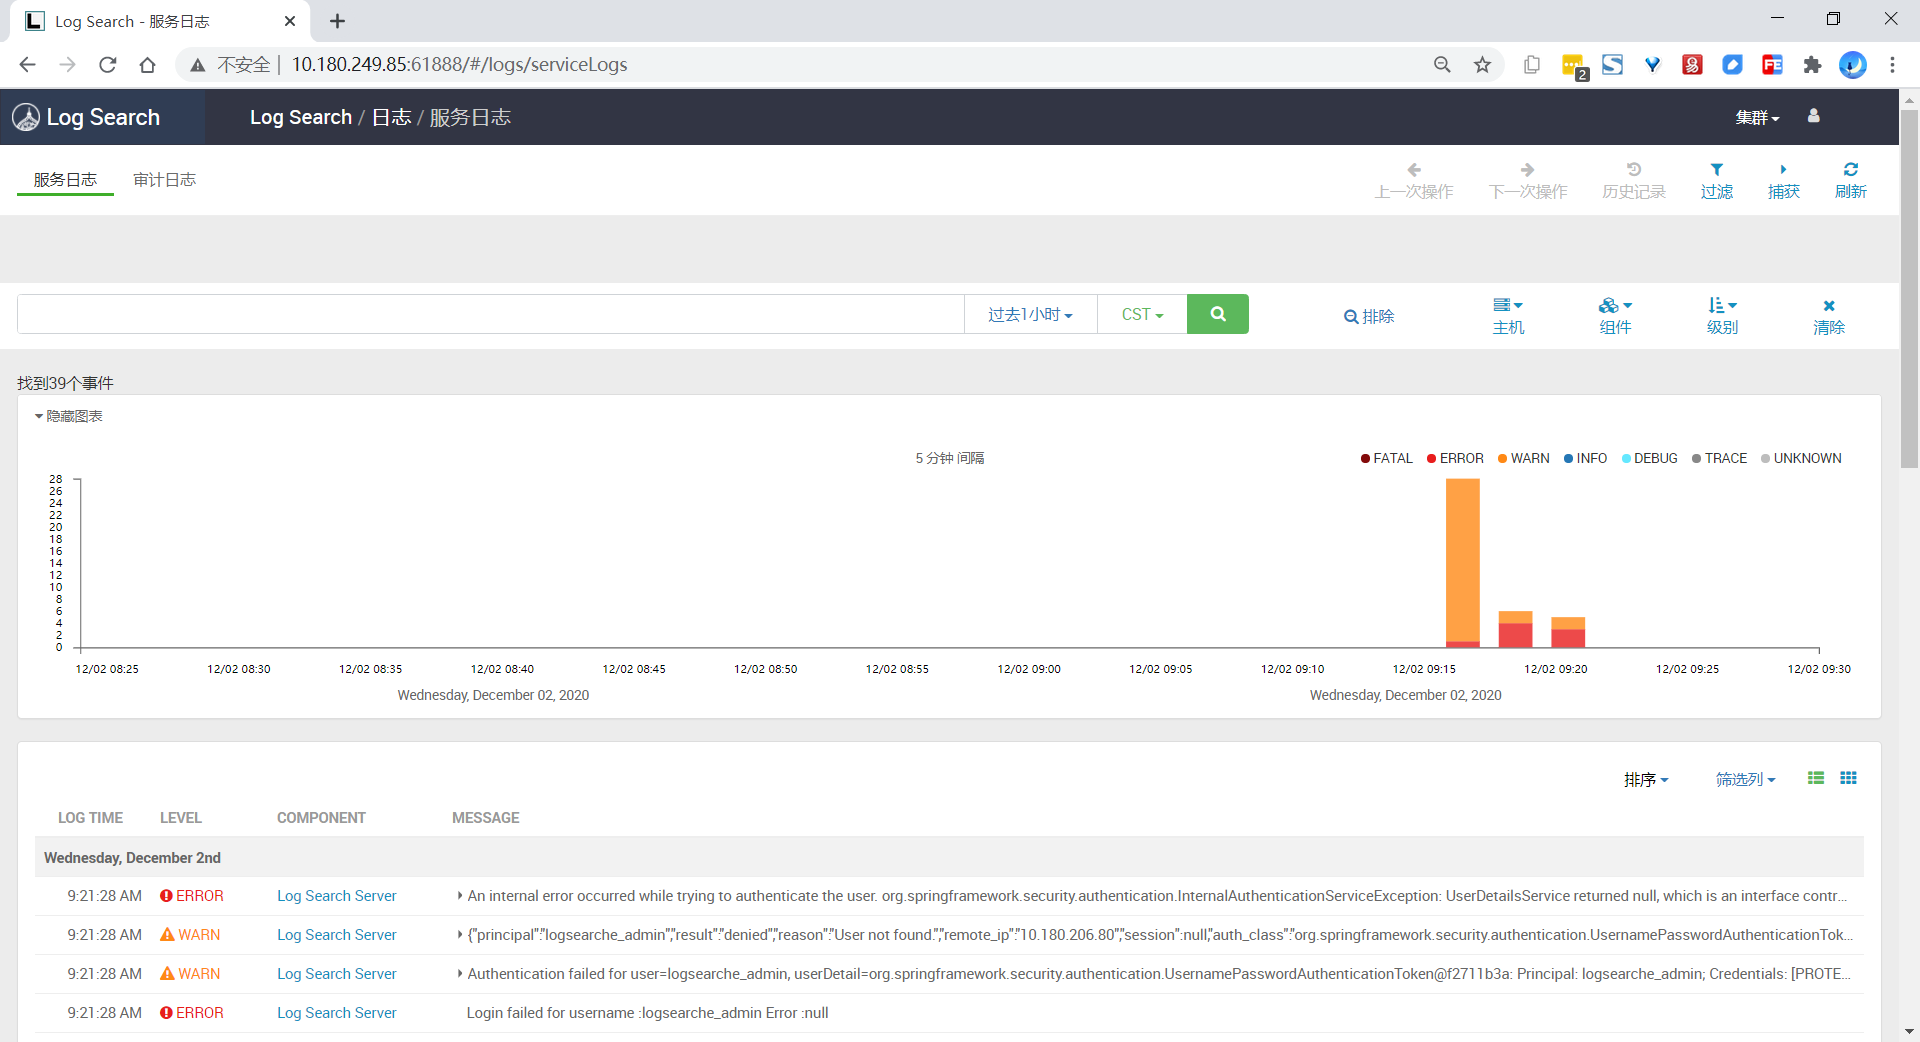 Log Search - 服务日志
不安全 | 10.180.249.85:61888/#/logs/serviceLogs
2
FE
Log Search
Log Search / 日志 / 服务日志
集群
服务日志 审计日志
上一次操作 下一次操作 历史记录 过滤 捕获 刷新
过去1小时 CST 排除 主机 组件 级别 清除
找到39个事件
隐藏图表
5 分钟 间隔
FATAL ERROR WARN INFO DEBUG TRACE UNKNOWN
28
26
24
22
20
18
16
14
12
10
8
6
4
2
0
12/02 08:25 12/02 08:30 12/02 08:35 12/02 08:40 12/02 08:45 12/02 08:50 12/02 08:55 12/02 09:00 12/02 09:05 12/02 09:10 12/02 09:15 12/02 09:20 12/02 09:25 12/02 09:30
Wednesday, December 02, 2020 Wednesday, December 02, 2020
排序 筛选列
LOG TIME LEVEL COMPONENT MESSAGE
Wednesday, December 2nd
9:21:28 AM ERROR Log Search Server An internal error occurred while trying to authenticate the user. org.springframework.security.authentication.InternalAuthenticationServiceException: UserDetailsService returned null, which is an interface contr...
9:21:28 AM WARN Log Search Server {"principal":"logsearche_admin","result":"denied","reason":"User not found.","remote_ip":"10.180.206.80","session":null,"auth_class":"org.springframework.security.authentication.UsernamePasswordAuthenticationTok...
9:21:28 AM WARN Log Search Server Authentication failed for user=logsearche_admin, userDetail=org.springframework.security.authentication.UsernamePasswordAuthenticationToken@f2711b3a: Principal: logsearche_admin; Credentials: [PROTE...
9:21:28 AM ERROR Log Search Server Login failed for username :logsearche_admin Error :null